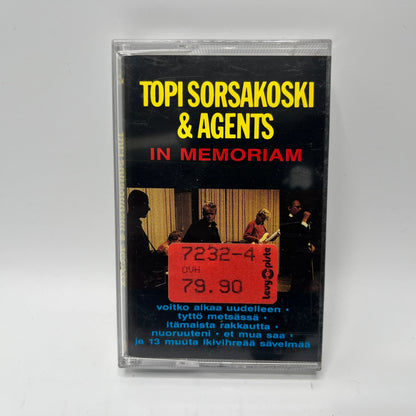 TOPI SORSAKOSKI
& AGENTS
IN MEMORIAM
7232-4
OVH
79.90
levypiste
voitko alkaa uudelleen •
tyttö metsässä •
itämaista rakkautta •
nuoruuteni • et mua saa •
ja 13 muuta ikivihreää sävelmää